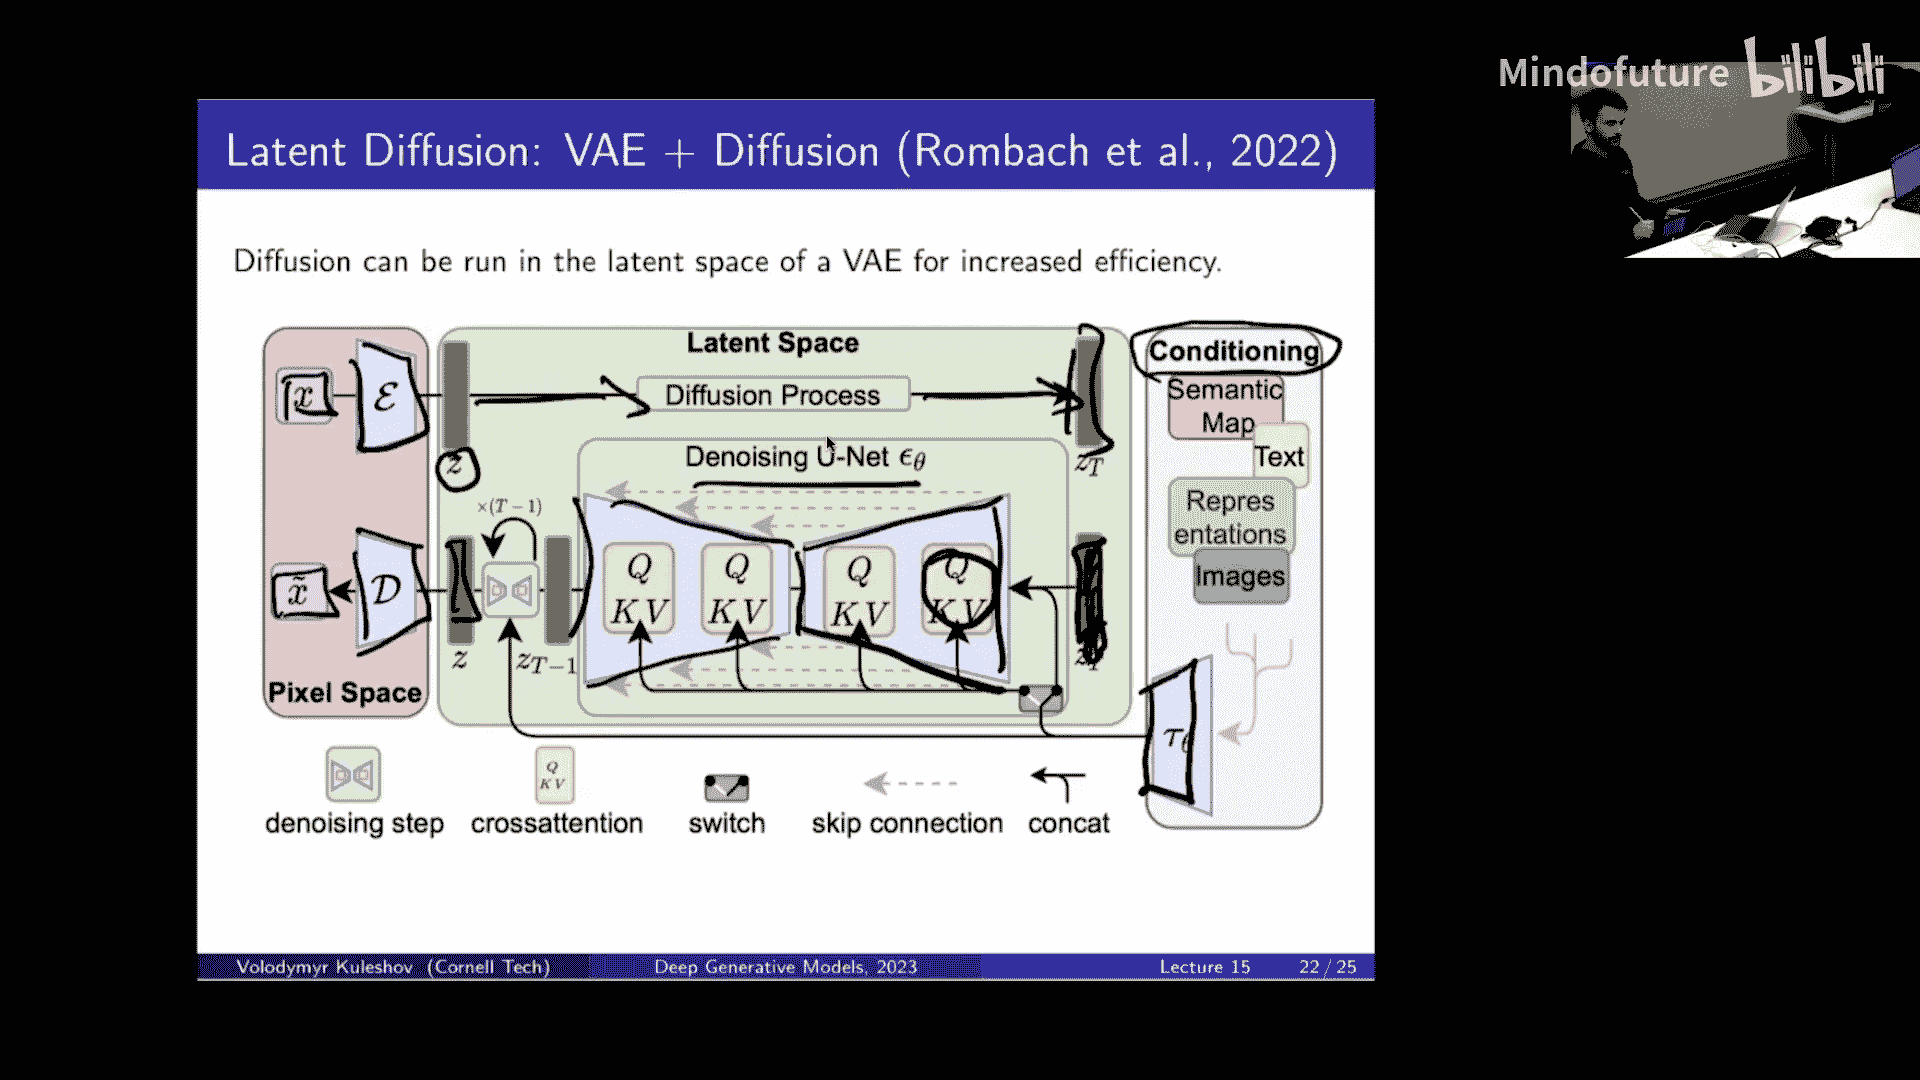 Mindofuture bilibili
Latent Diffusion: VAE + Diffusion (Rombach et al., 2022)
Diffusion can be run in the latent space of a VAE for increased efficiency.
Latent Space
Conditioning
Semantic
Map
x
ℰ
Diffusion Process
z
Denoising U-Net ϵθ
zT
Text
×(T − 1)
Repres
entations
Images
Q
KV
Q
KV
Q
KV
Q
KV
x̃
D
z
zT−1
zT
Pixel Space
τθ
Q
KV
denoising step
crossattention
switch
skip connection
concat
Volodymyr Kuleshov (Cornell Tech)
Deep Generative Models, 2023
Lecture 15
22 / 25